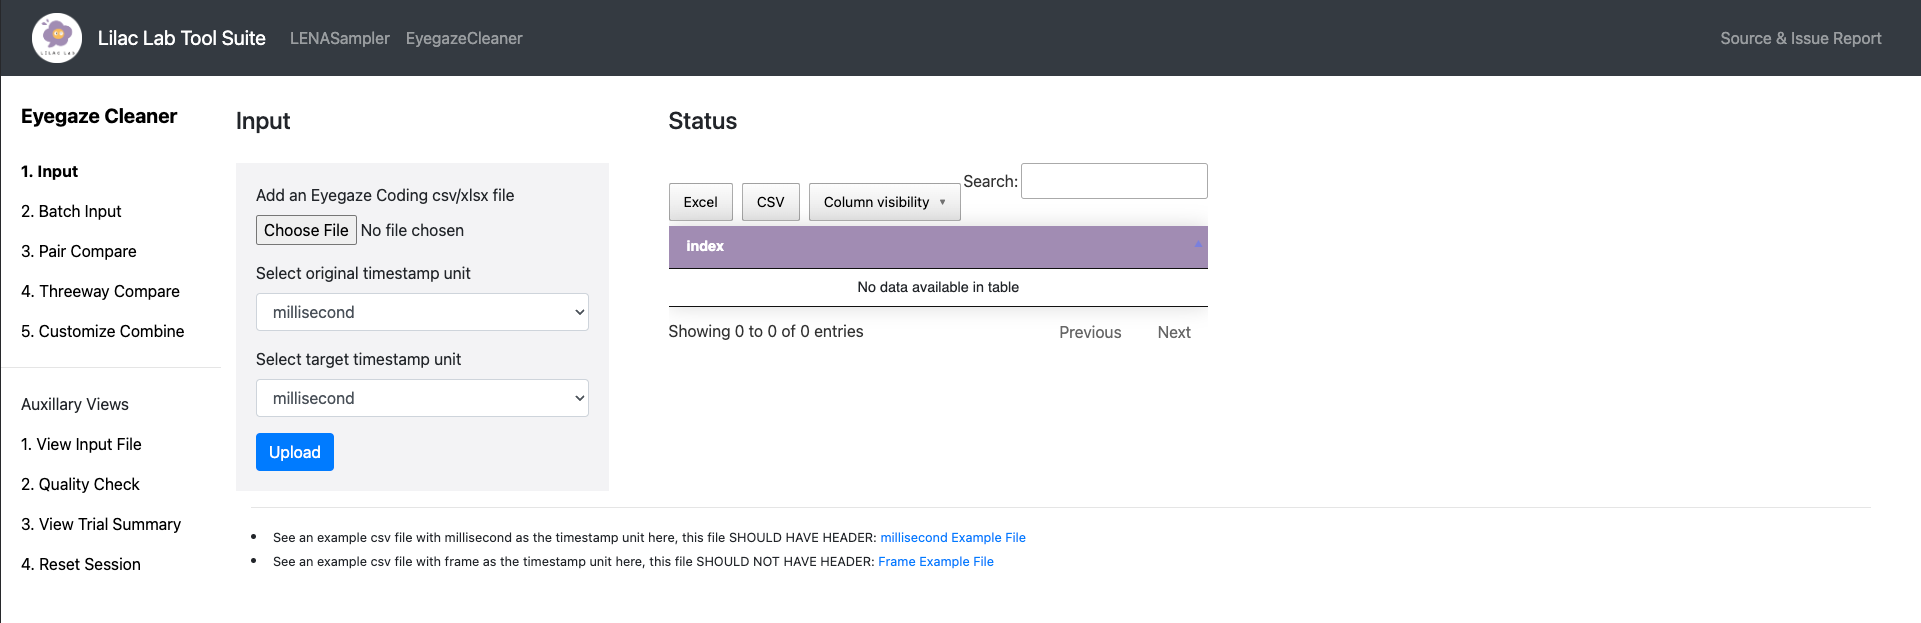 LILAC LAB
Lilac Lab Tool Suite
LENASampler
EyegazeCleaner
Source & Issue Report
Eyegaze Cleaner
1. Input
2. Batch Input
3. Pair Compare
4. Threeway Compare
5. Customize Combine
Auxillary Views
1. View Input File
2. Quality Check
3. View Trial Summary
4. Reset Session
Input
Add an Eyegaze Coding csv/xlsx file
Choose File No file chosen
Select original timestamp unit
millisecond
Select target timestamp unit
millisecond
Upload
Status
Excel
CSV
Column visibility ▼
Search:
index
No data available in table
Showing 0 to 0 of 0 entries
Previous
Next
• See an example csv file with millisecond as the timestamp unit here, this file SHOULD HAVE HEADER: millisecond Example File
• See an example csv file with frame as the timestamp unit here, this file SHOULD NOT HAVE HEADER: Frame Example File